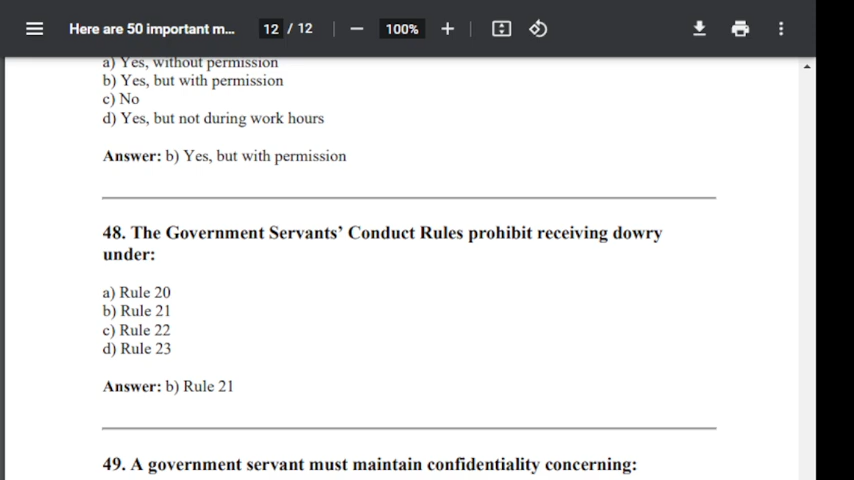 Here are 50 important m... 12 / 12 100%
a) Yes, without permission
b) Yes, but with permission
c) No
d) Yes, but not during work hours
Answer: b) Yes, but with permission
48. The Government Servants’ Conduct Rules prohibit receiving dowry
under:
a) Rule 20
b) Rule 21
c) Rule 22
d) Rule 23
Answer: b) Rule 21
49. A government servant must maintain confidentiality concerning: